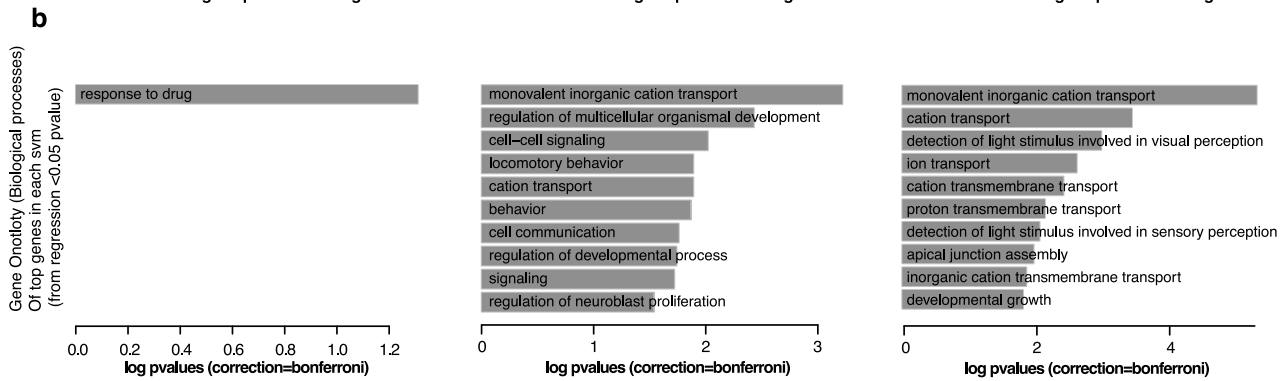 b
Gene Onotloty (Biological processes)
Of top genes in each svm
(from regression <0.05 pvalue)
response to drug
0.0 0.2 0.4 0.6 0.8 1.0 1.2
log pvalues (correction=bonferroni)
monovalent inorganic cation transport
regulation of multicellular organismal development
cell−cell signaling
locomotory behavior
cation transport
behavior
cell communication
regulation of developmental process
signaling
regulation of neuroblast proliferation
0 1 2 3
log pvalues (correction=bonferroni)
monovalent inorganic cation transport
cation transport
detection of light stimulus involved in visual perception
ion transport
cation transmembrane transport
proton transmembrane transport
detection of light stimulus involved in sensory perception
apical junction assembly
inorganic cation transmembrane transport
developmental growth
0 2 4
log pvalues (correction=bonferroni)